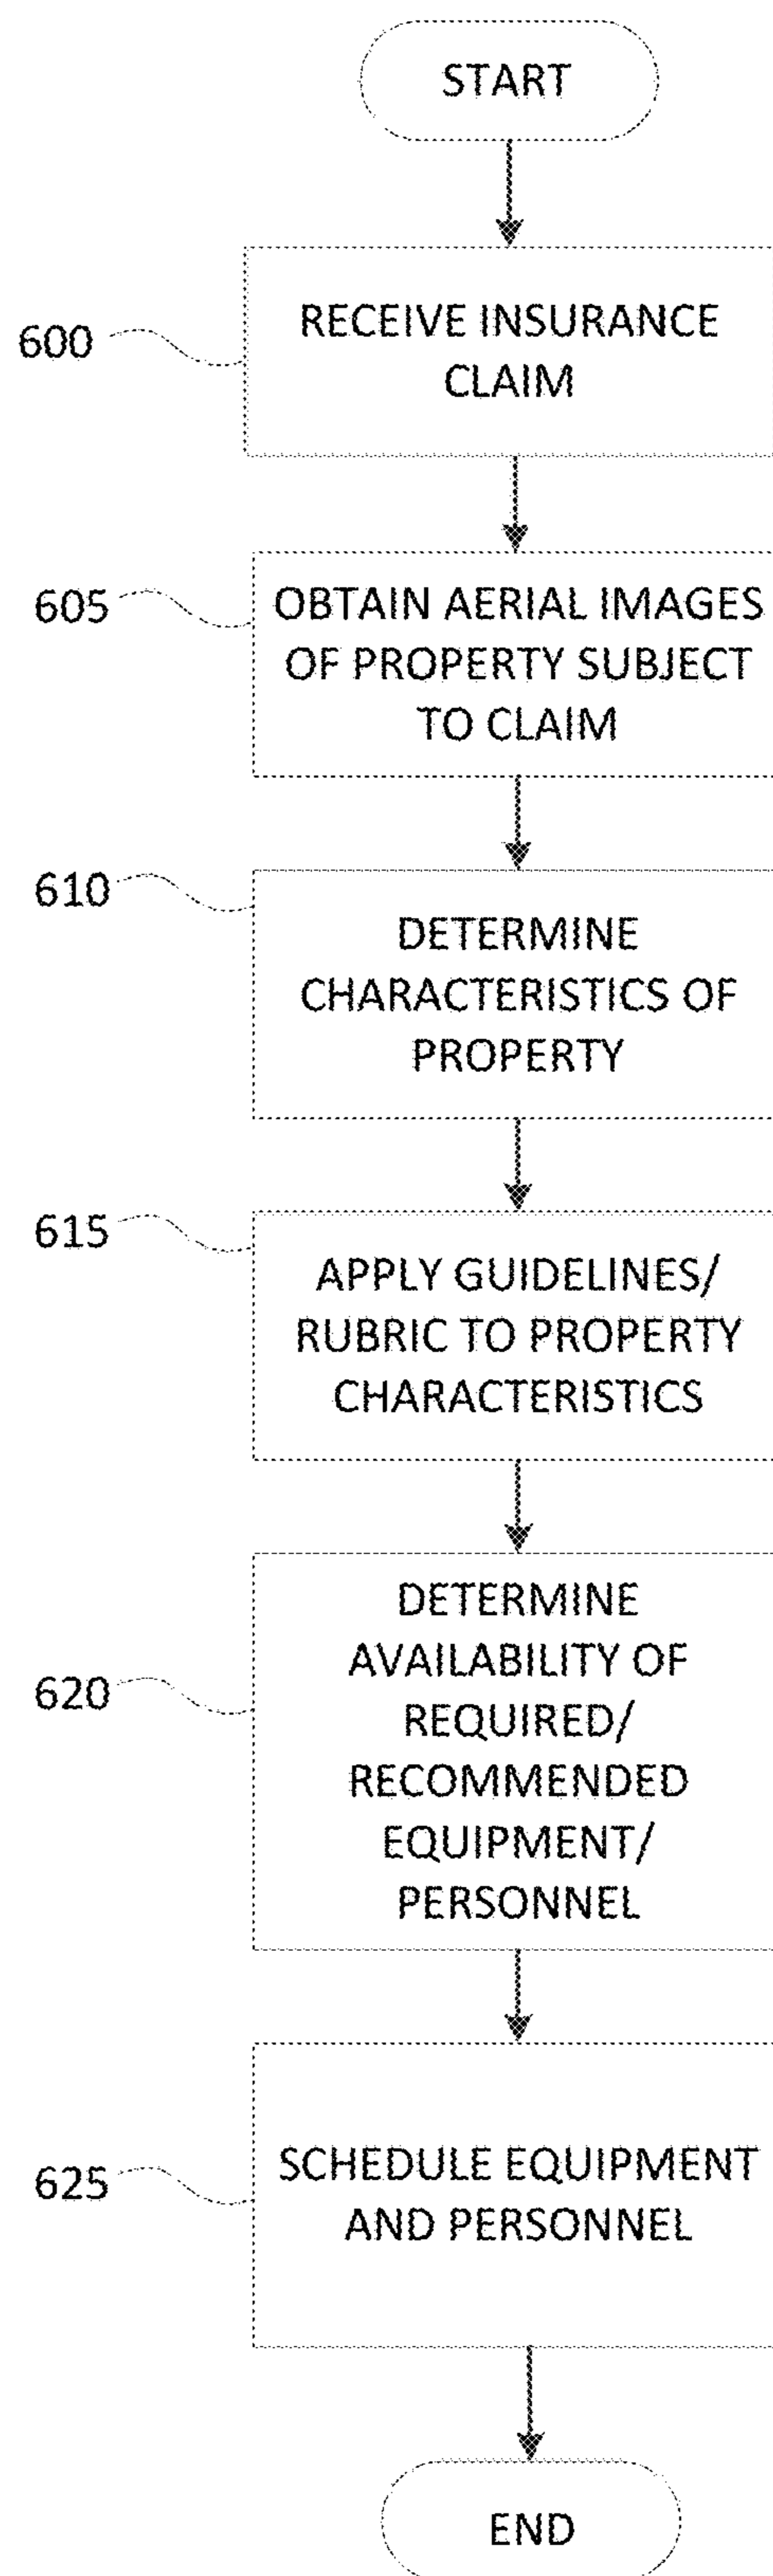 START
600
RECEIVE INSURANCE
CLAIM
605
OBTAIN AERIAL IMAGES
OF PROPERTY SUBJECT
TO CLAIM
610
DETERMINE
CHARACTERISTICS OF
PROPERTY
615
APPLY GUIDELINES/
RUBRIC TO PROPERTY
CHARACTERISTICS
620
DETERMINE
AVAILABILITY OF
REQUIRED/
RECOMMENDED
EQUIPMENT/
PERSONNEL
625
SCHEDULE EQUIPMENT
AND PERSONNEL
END